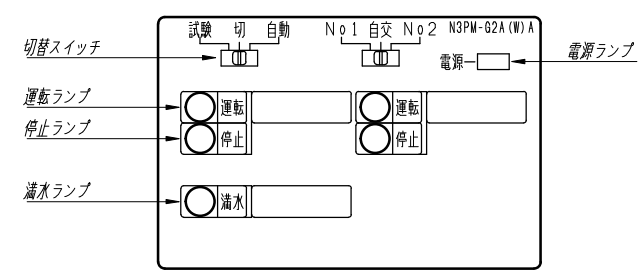 試験 切 自動 No1 自交 No2 N3PM-G2A(W)A
切替スイッチ 電源 電源ランプ
運転ランプ 運転 運転
停止ランプ 停止 停止
満水ランプ 満水